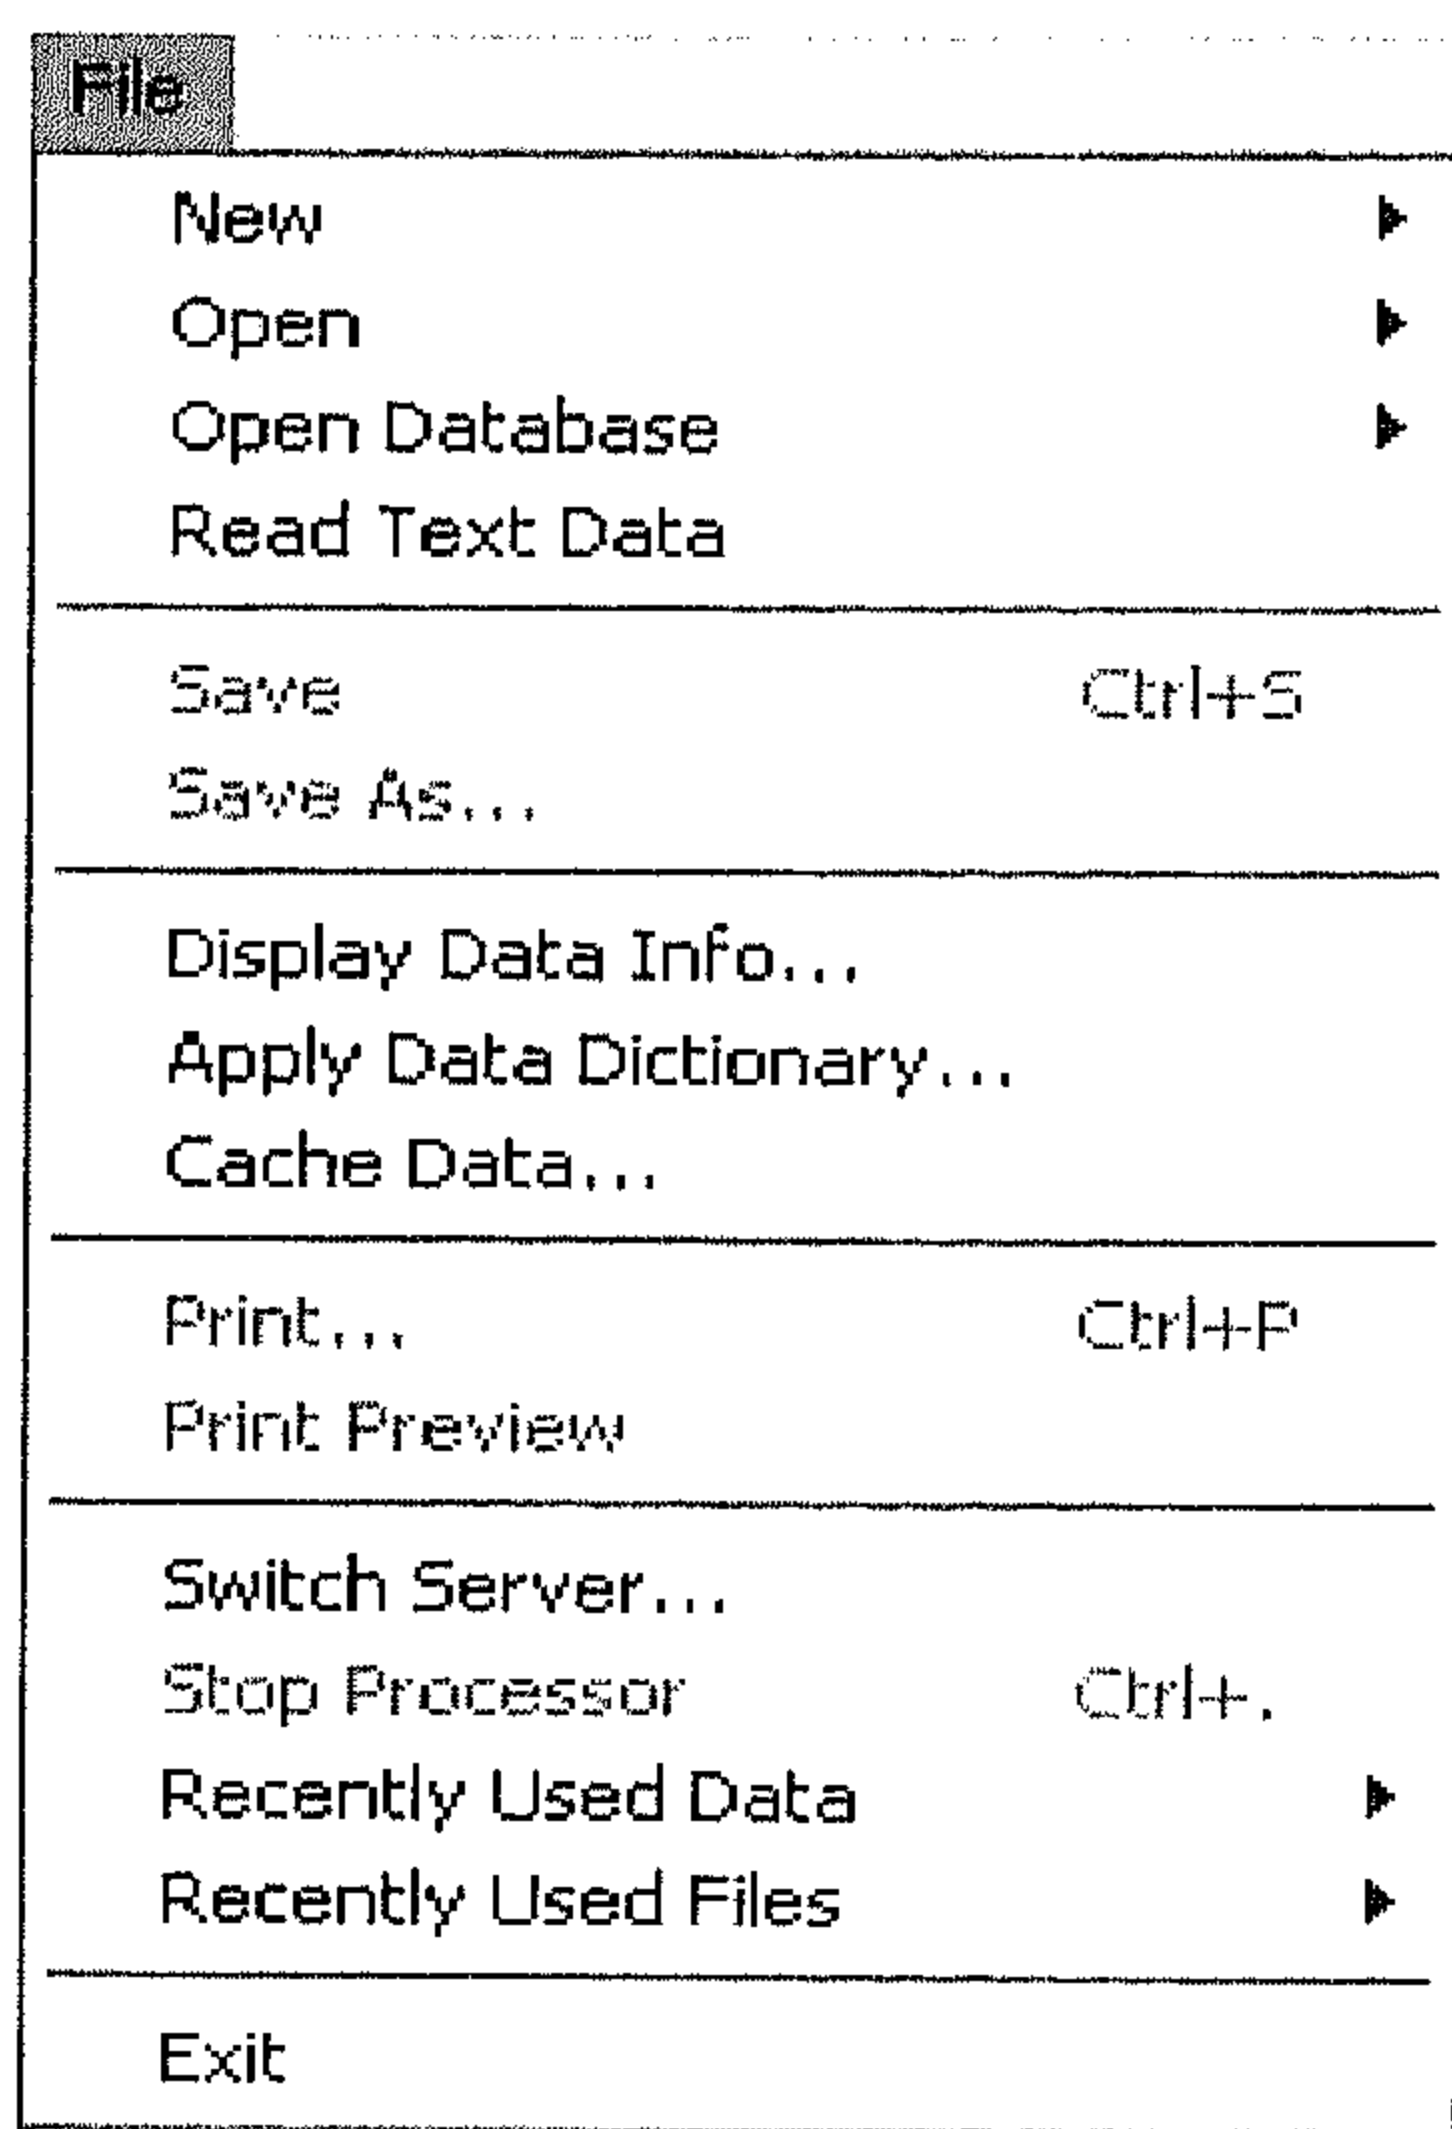 File
New
Open
Open Database
Read Text Data
Save Ctrl+S
Save As...
Display Data Info...
Apply Data Dictionary...
Cache Data...
Print... Ctrl+P
Print Preview
Switch Server...
Stop Processor Ctrl+.
Recently Used Data
Recently Used Files
Exit